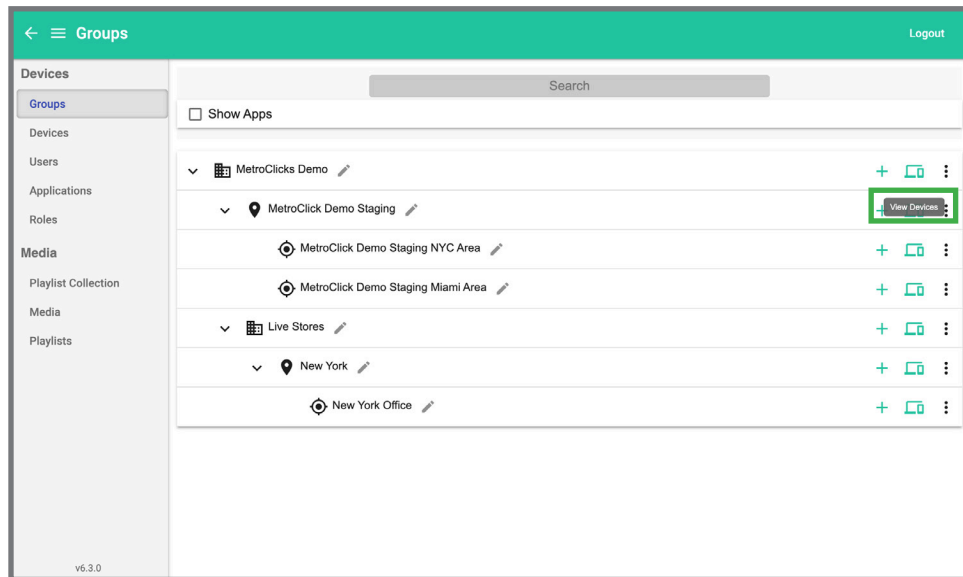 Groups
Logout
Devices
Groups
Devices
Users
Applications
Roles
Media
Playlist Collection
Media
Playlists
v6.3.0
Search
Show Apps
MetroClicks Demo
MetroClick Demo Staging
View Devices
MetroClick Demo Staging NYC Area
MetroClick Demo Staging Miami Area
Live Stores
New York
New York Office